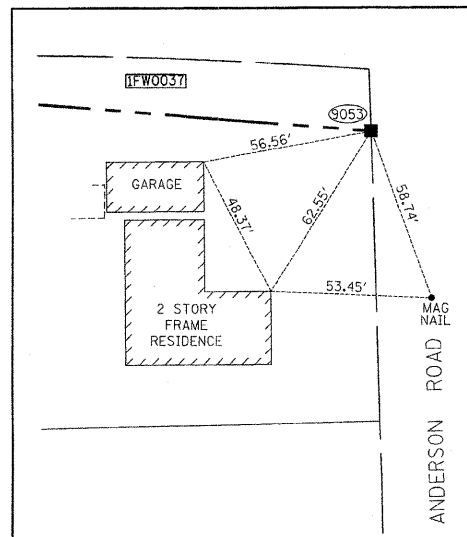 1FW0037
9053
56.56'
GARAGE
48.37'
62.55'
58.74'
53.45'
MAG
NAIL
2 STORY
FRAME
RESIDENCE
ANDERSON ROAD